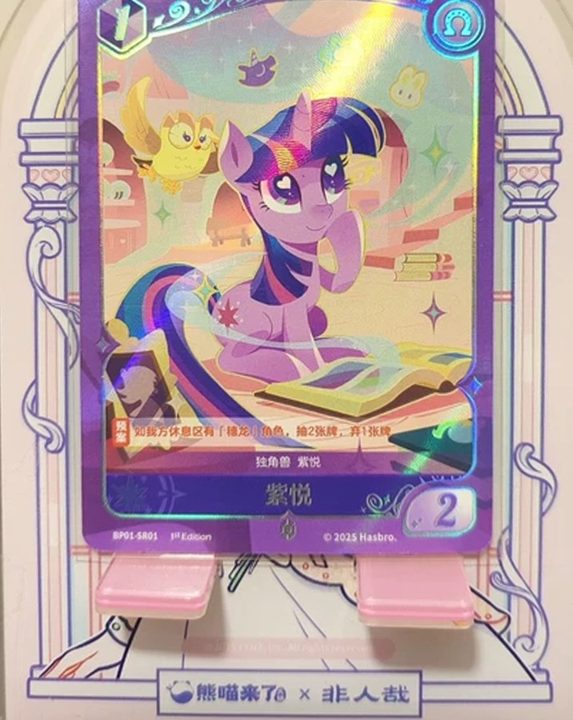 1
预案 如我方休息区有「穗龙」角色，抽2张牌，弃1张牌
独角兽 紫悦
紫悦
2
BP01-SR01 1st Edition © 2025 Hasbro.
熊喵来了 × 非人哉